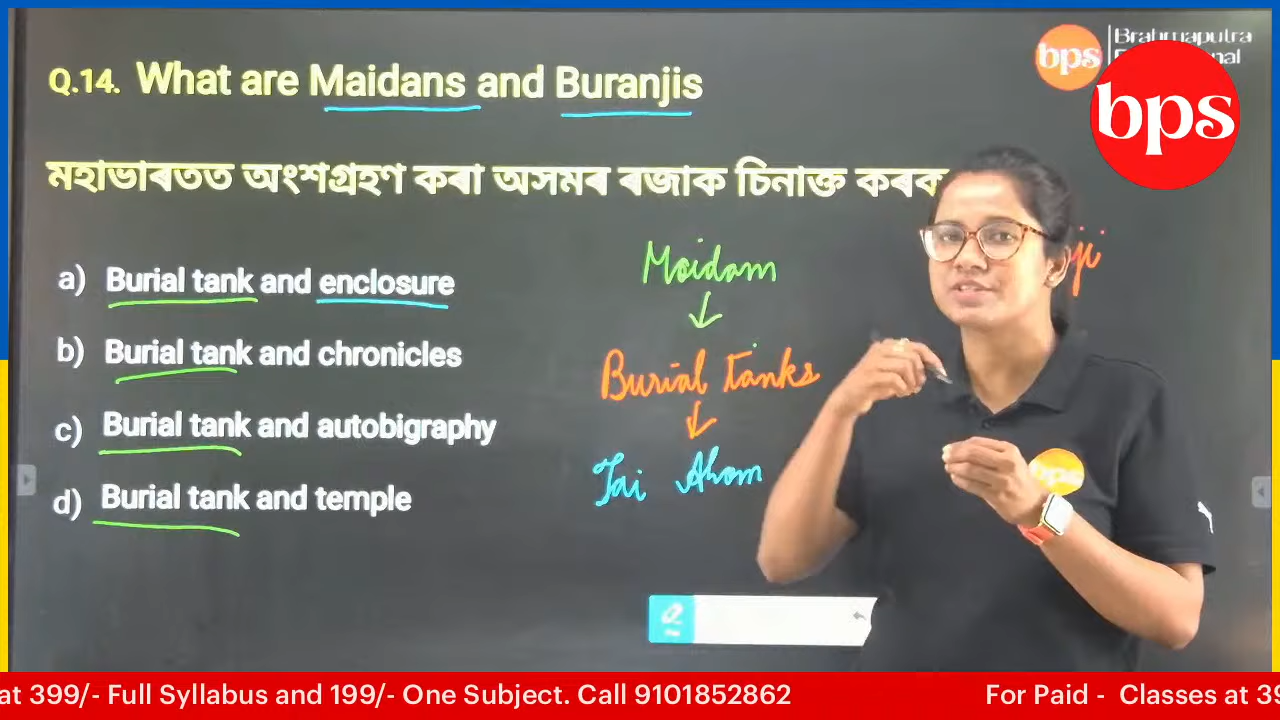 Q.14. What are Maidans and Buranjis
bps
Brahmaputra
bps
মহাভাৰতত অংশগ্ৰহণ কৰা অসমৰ ৰজাক চিনাক্ত
a) Burial tank and enclosure
b) Burial tank and chronicles
c) Burial tank and autobigraphy
d) Burial tank and temple
Moidam
Burial tanks
Tai Ahom
bps
at 399/- Full Syllabus and 199/- One Subject. Call 9101852862
For Paid - Classes at 39